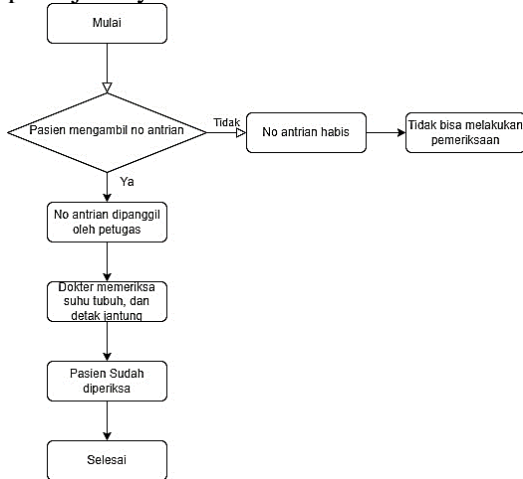 Mulai
Pasien mengambil no antrian
Tidak
No antrian habis
Tidak bisa melakukan
pemeriksaan
Ya
No antrian dipanggil
oleh petugas
Dokter memeriksa
suhu tubuh, dan
detak jantung
Pasien Sudah
diperiksa
Selesai